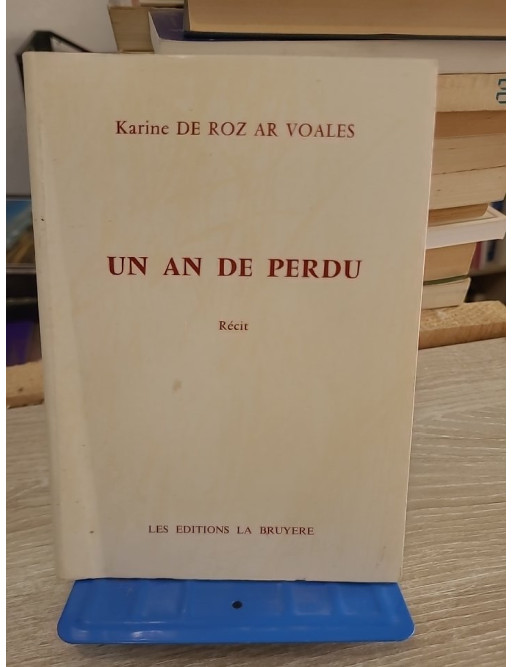 Karine DE ROZ AR VOALES
UN AN DE PERDU
Récit
LES EDITIONS LA BRUYERE